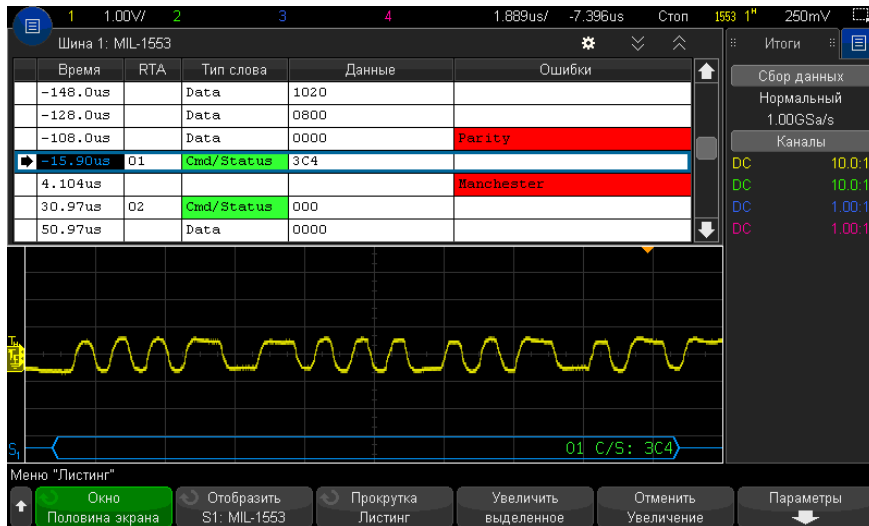 1 1.00V/ 2 3 4 1.889us/ -7.396us Стоп 1553 1ᴴ 250mV
Шина 1: MIL-1553
Время RTA Тип слова Данные Ошибки
-148.0us Data 1020
-128.0us Data 0800
-108.0us Data 0000 Parity
-15.90us 01 Cmd/Status 3C4
4.104us Manchester
30.97us 02 Cmd/Status 000
50.97us Data 0000
Итоги
Сбор данных
Нормальный
1.00GSa/s
Каналы
DC 10.0:1
DC 10.0:1
DC 1.00:1
DC 1.00:1
S1 01 C/S: 3C4
Меню "Листинг"
Окно
Половина экрана
Отобразить
S1: MIL-1553
Прокрутка
Листинг
Увеличить
выделенное
Отменить
Увеличение
Параметры